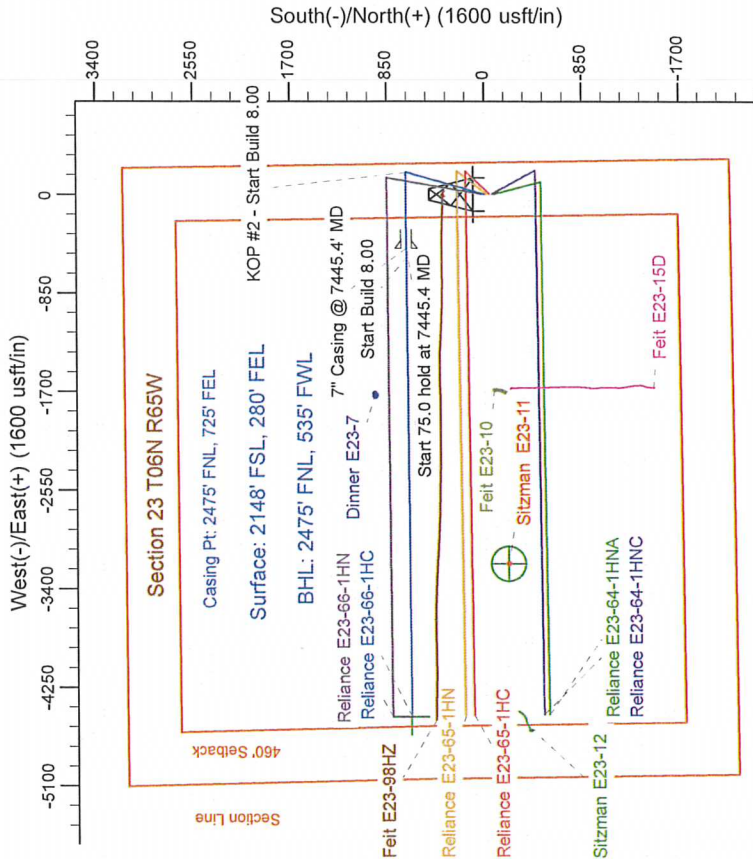 South(-)/North(+) (1600 usft/in)
3400
2550
1700
850
0
-850
-1700
West(-)/East(+) (1600 usft/in)
0
-850
-1700
-2550
-3400
-4250
-5100
KOP #2 - Start Build 8.00
7" Casing @ 7445.4' MD
Start Build 8.00
Start 75.0 hold at 7445.4 MD
Section 23 T06N R65W
Casing Pt: 2475' FNL, 725' FEL
Surface: 2148' FSL, 280' FEL
BHL: 2475' FNL, 535' FWL
Dinner E23-7
Reliance E23-66-1HN
Reliance E23-66-1HC
Feit E23-10
Sitzman E23-11
Feit E23-15D
460' Setback
Section Line
Feit E23-88HZ
Reliance E23-65-1HN
Reliance E23-65-1HC
Sitzman E23-12
Reliance E23-64-1HNA
Reliance E23-64-1HNC